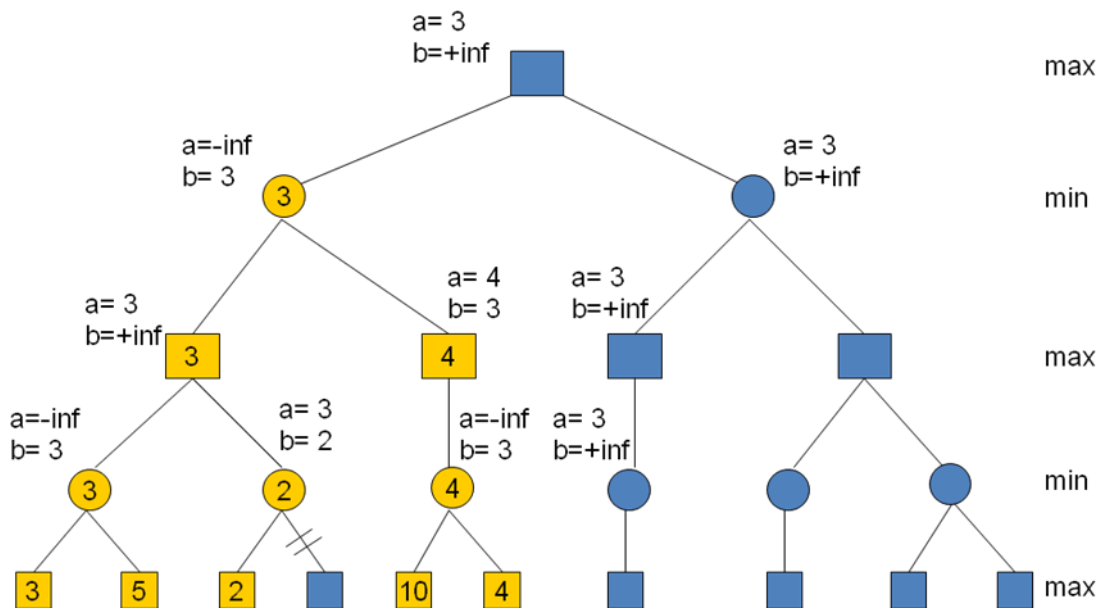 a= 3
b=+inf
max
a=-inf
b= 3
3
a= 3
b=+inf
min
a= 3
b=+inf
3
a= 4
b= 3
4
a= 3
b=+inf
max
a=-inf
b= 3
3
a= 3
b= 2
2
a=-inf
b= 3
4
a= 3
b=+inf
min
3
5
2
10
4
max